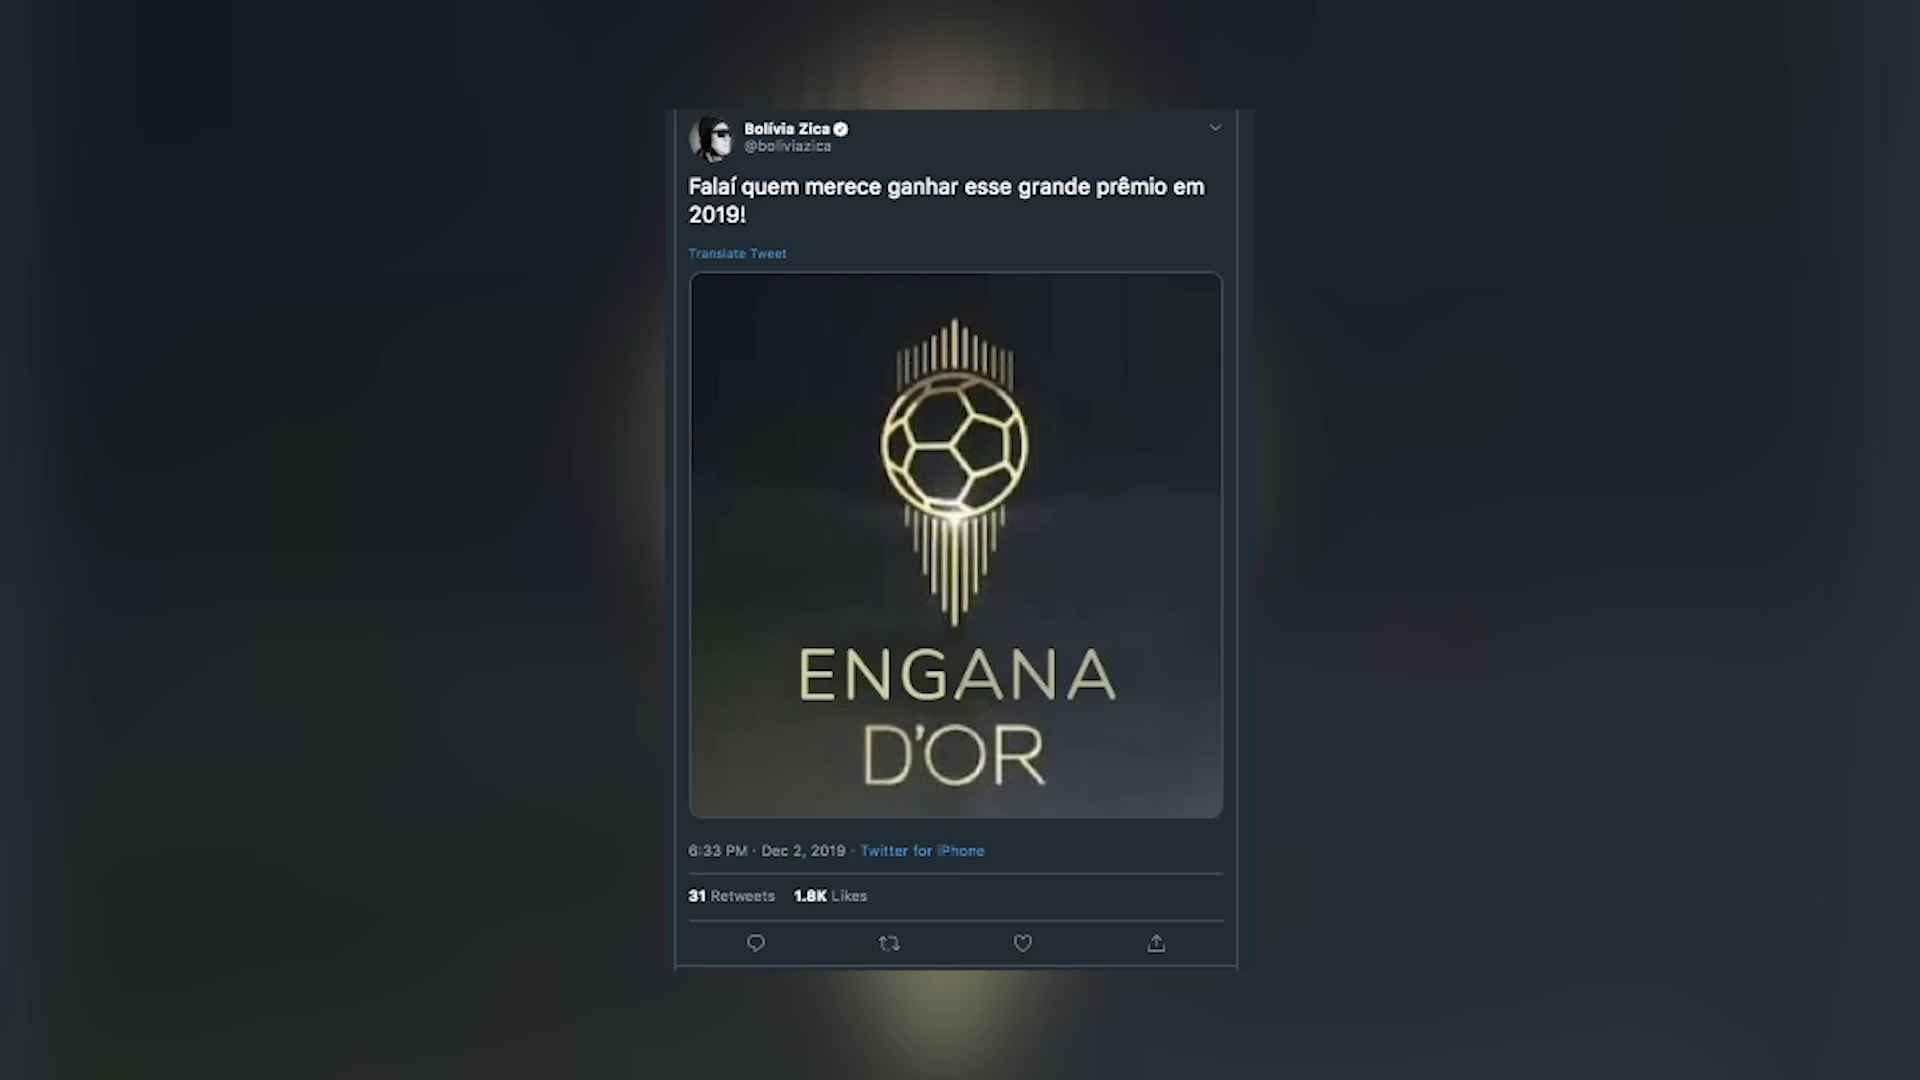 Bolívia Zica
@boliviazica
Falaí quem merece ganhar esse grande prêmio em
2019!
Translate Tweet
ENGANA
D'OR
6:33 PM · Dec 2, 2019 · Twitter for iPhone
31 Retweets 1.8K Likes